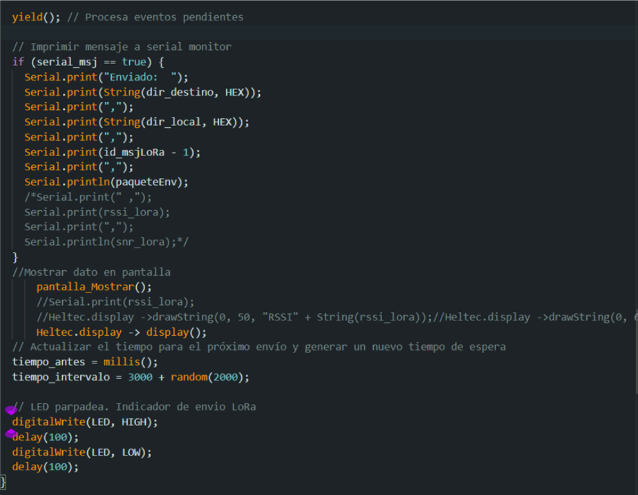 yield(); // Procesa eventos pendientes
// Imprimir mensaje a serial monitor
if (serial_msj == true) {
Serial.print("Enviado:  ");
Serial.print(String(dir_destino, HEX));
Serial.print(",");
Serial.print(String(dir_local, HEX));
Serial.print(",");
Serial.print(id_msjLoRa - 1);
Serial.print(",");
Serial.println(paqueteEnv);
/*Serial.print(" ,");
Serial.print(rssi_lora);
Serial.print(",");
Serial.println(snr_lora);*/
}
//Mostrar dato en pantalla
pantalla_Mostrar();
//Serial.print(rssi_lora);
//Heltec.display ->drawString(0, 50, "RSSI" + String(rssi_lora));//Heltec.display ->drawString(0,
Heltec.display -> display();
// Actualizar el tiempo para el próximo envío y generar un nuevo tiempo de espera
tiempo_antes = millis();
tiempo_intervalo = 3000 + random(2000);
// LED parpadea. Indicador de envio LoRa
digitalWrite(LED, HIGH);
delay(100);
digitalWrite(LED, LOW);
delay(100);
}